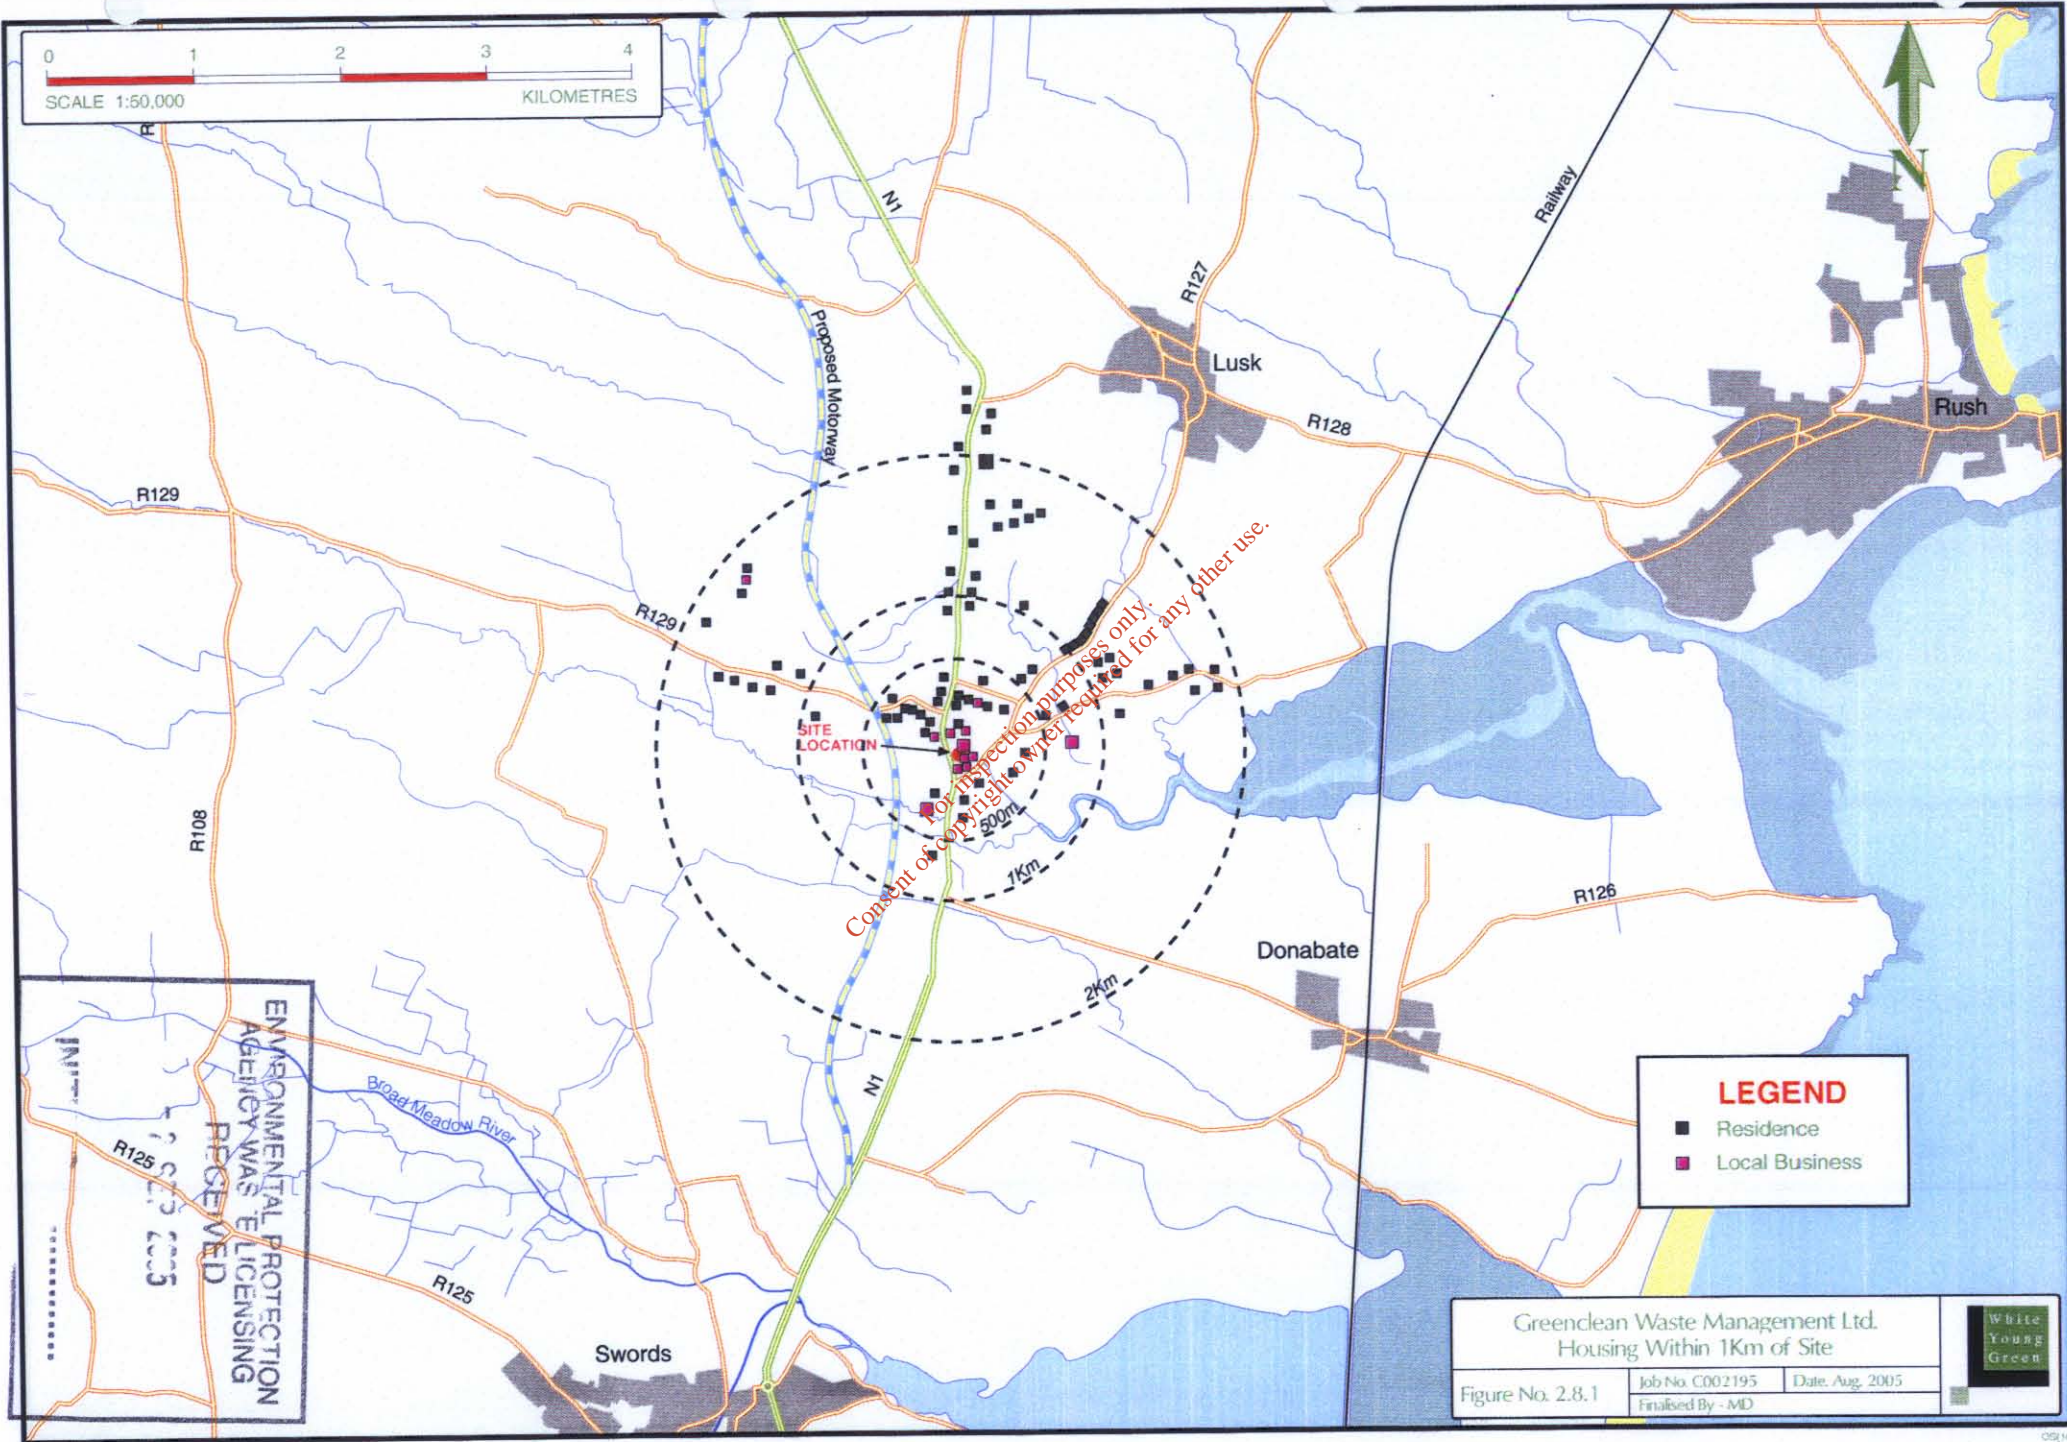 0 1 2 3 4
SCALE 1:50,000 KILOMETRES
N
R
N1
R127
Railway
Proposed Motorway
Lusk
R128
Rush
R129
R129
SITE
LOCATION
500m
1Km
2Km
R108
R126
Donabate
N1
Broad Meadow River
R125
R125
Swords
For inspection purposes only.
Consent of copyright owner required for any other use.
ENVIRONMENTAL PROTECTION
AGENCY WASTE LICENSING
RECEIVED
2005
INIT
LEGEND
Residence
Local Business
Greenclean Waste Management Ltd.
Housing Within 1Km of Site
Figure No. 2.8.1
Job No. C002195
Date. Aug. 2005
Finalised By - MD
White
Young
Green